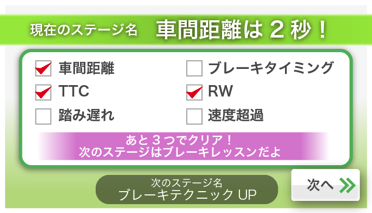 現在のステージ名 車間距離は2秒！
車間距離 ブレーキタイミング
TTC RW
踏み遅れ 速度超過
あと3つでクリア！
次のステージはブレーキレッスンだよ
次のステージ名
ブレーキテクニックUP
次へ